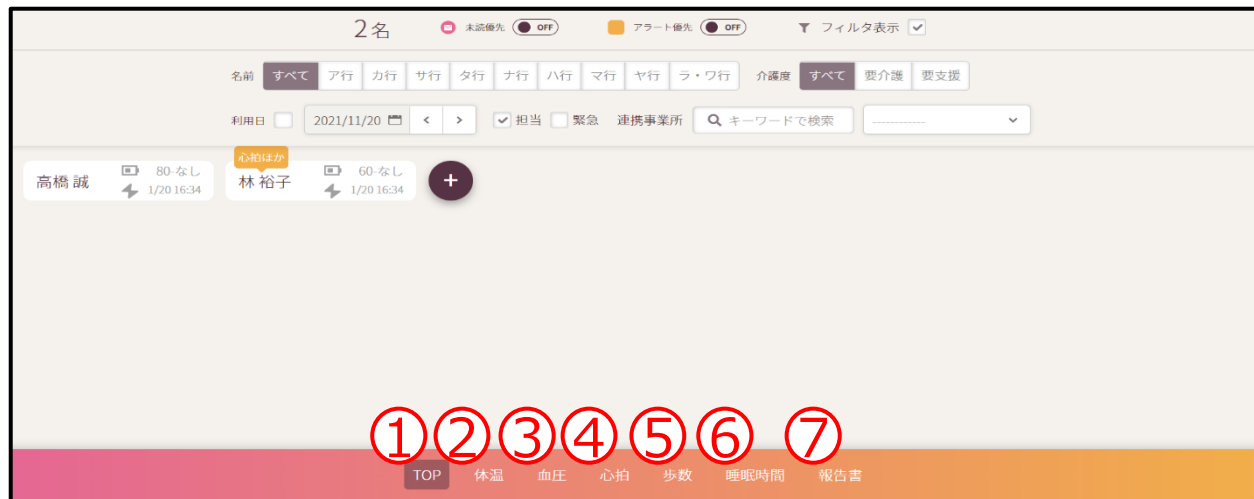 2名 未読優先 OFF アラート優先 OFF フィルタ表示
名前 すべて ア行 カ行 サ行 タ行 ナ行 ハ行 マ行 ヤ行 ラ・ワ行 介護度 すべて 要介護 要支援
利用日 2021/11/20 < > 担当 緊急 連携事業所 キーワードで検索 ------------
心拍ほか
高橋 誠 80-なし 林 裕子 60-なし +
1/20 16:34 1/20 16:34
① ② ③ ④ ⑤ ⑥ ⑦
TOP 体温 血圧 心拍 歩数 睡眠時間 報告書